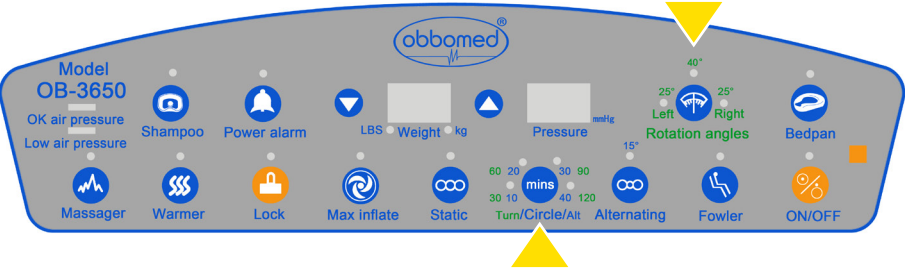 obbomed®
Model
OB-3650
OK air pressure
Low air pressure
Shampoo
Power alarm
LBS Weight kg
Pressure mmHg
40°
25° 25°
Left Right
Rotation angles
Bedpan
Massager
Warmer
Lock
Max inflate
Static
60 20 mins 30 90
30 10 40 120
Turn/Circle/Alt
15°
Alternating
Fowler
ON/OFF